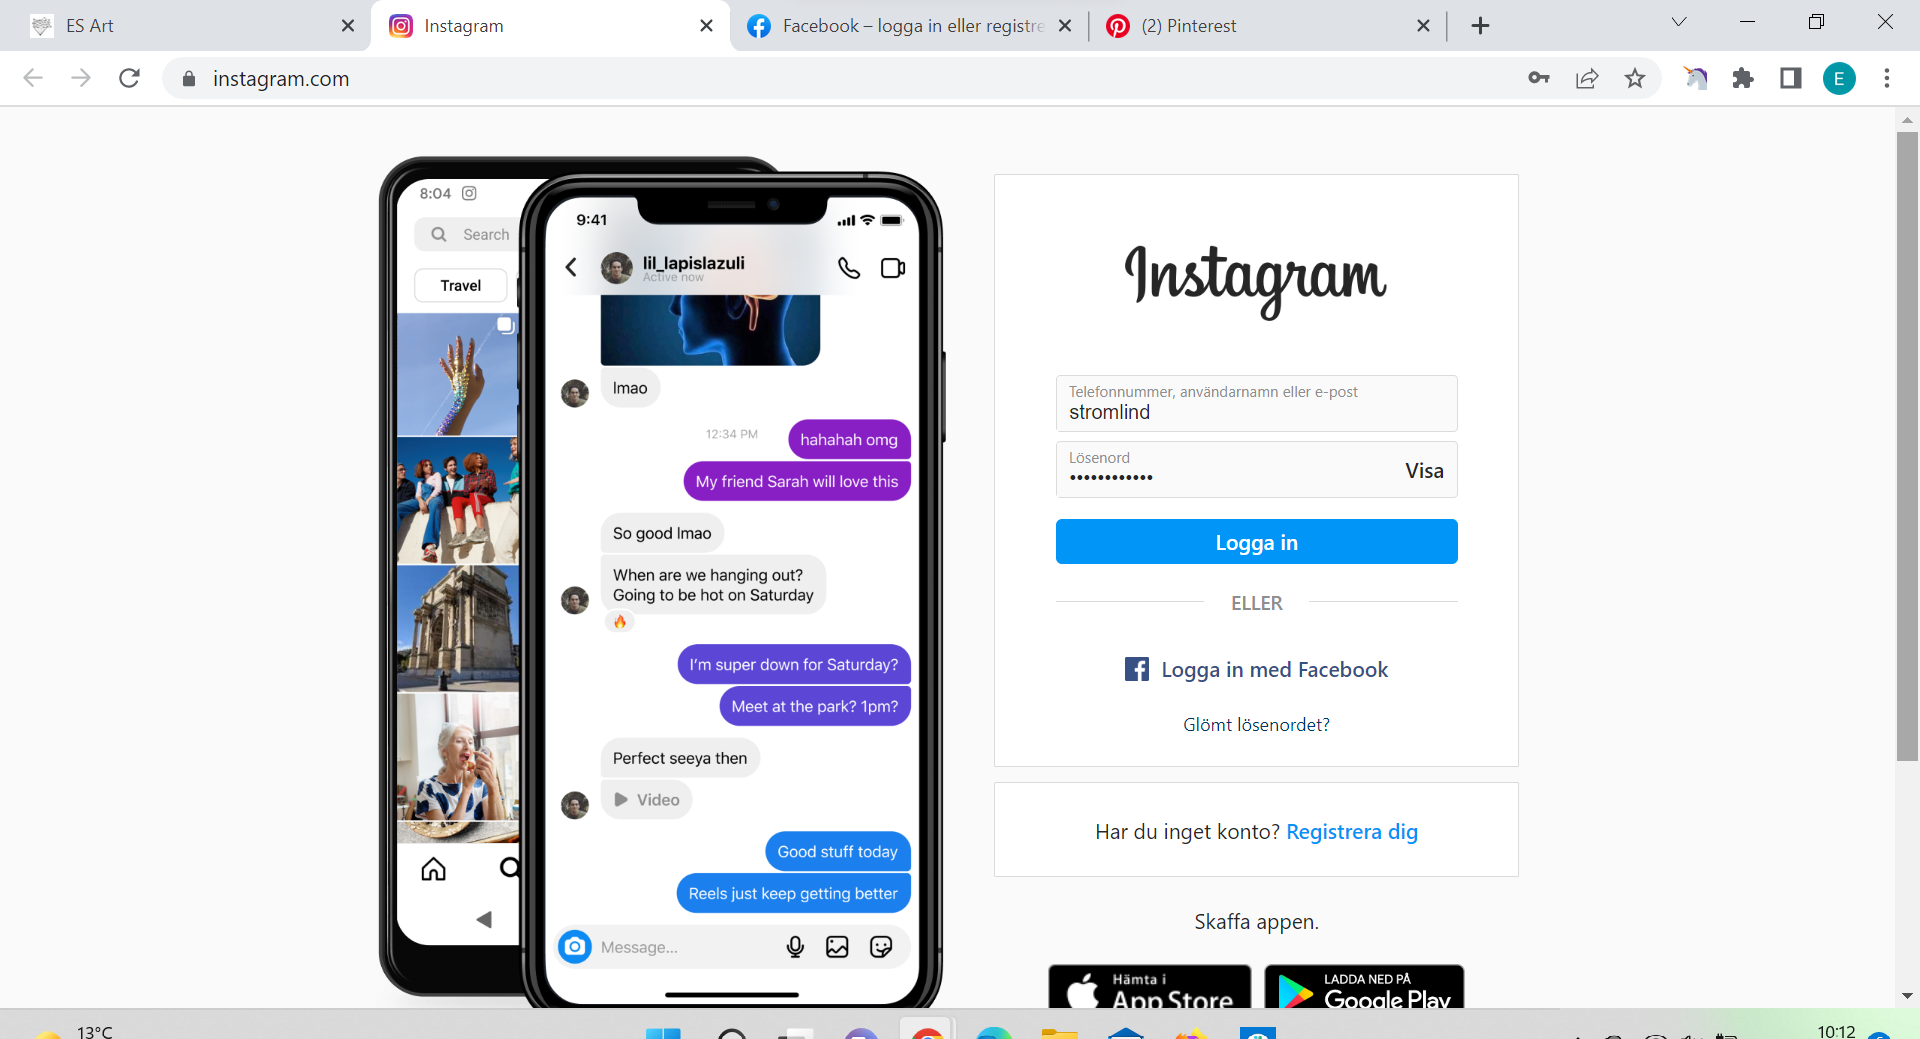 ES Art
Instagram
Facebook – logga in eller registre
(2) Pinterest
instagram.com
E
8:04
Search
Travel
9:41
lil_lapislazuli
Active now
lmao
12:34 PM
hahahah omg
My friend Sarah will love this
So good lmao
When are we hanging out?
Going to be hot on Saturday
I'm super down for Saturday?
Meet at the park? 1pm?
Perfect seeya then
Video
Good stuff today
Reels just keep getting better
Message...
Instagram
Telefonnummer, användarnamn eller e-post
stromlind
Lösenord
••••••••••••
Visa
Logga in
ELLER
Logga in med Facebook
Glömt lösenordet?
Har du inget konto? Registrera dig
Skaffa appen.
Hämta i
App Store
LADDA NED PÅ
Google Play
13°C
10:12